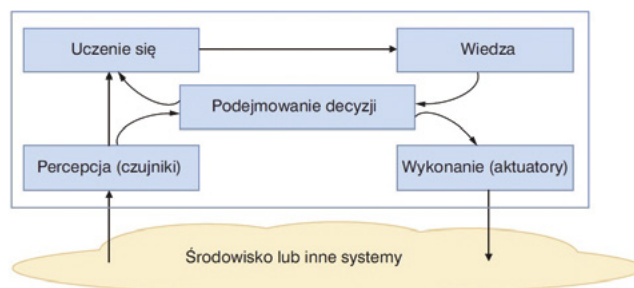 Uczenie się
Wiedza
Podejmowanie decyzji
Percepcja (czujniki)
Wykonanie (aktuatory)
Środowisko lub inne systemy